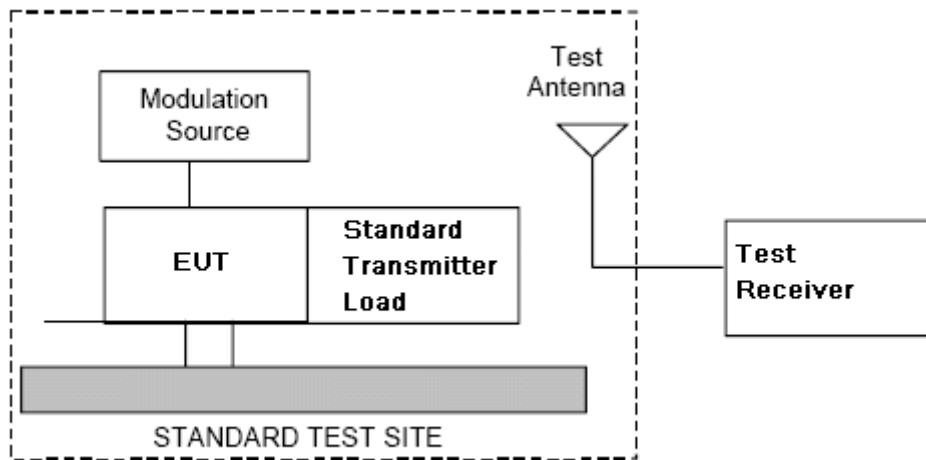 Test
Antenna
Modulation
Source
EUT
Standard
Transmitter
Load
Test
Receiver
STANDARD TEST SITE